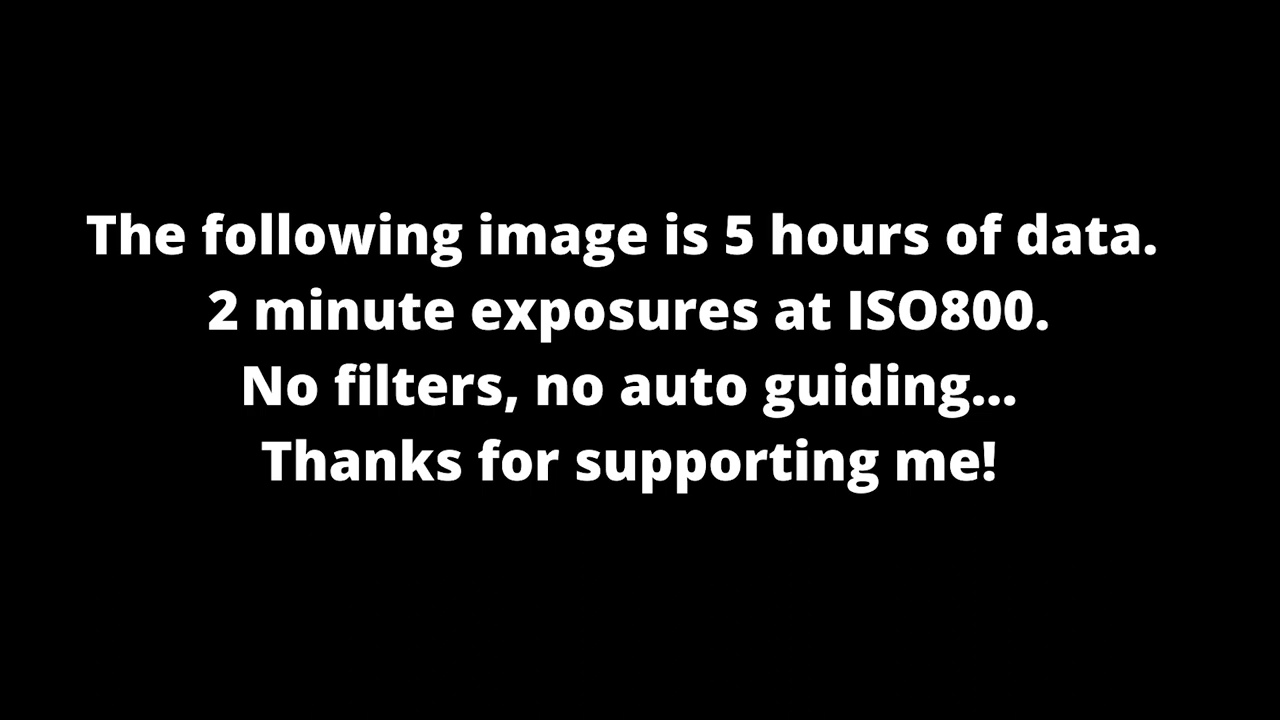 The following image is 5 hours of data.
2 minute exposures at ISO800.
No filters, no auto guiding...
Thanks for supporting me!